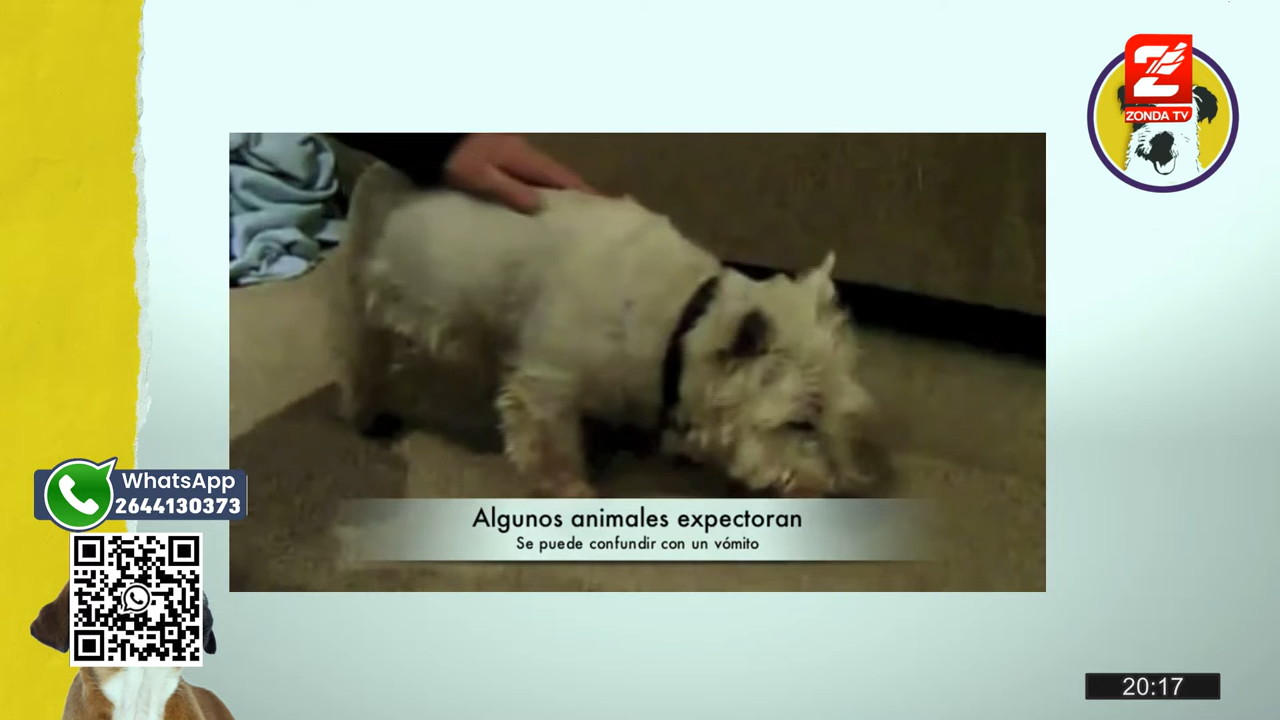 ZONDA TV
Algunos animales expectoran
Se puede confundir con un vómito
WhatsApp
2644130373
20:17